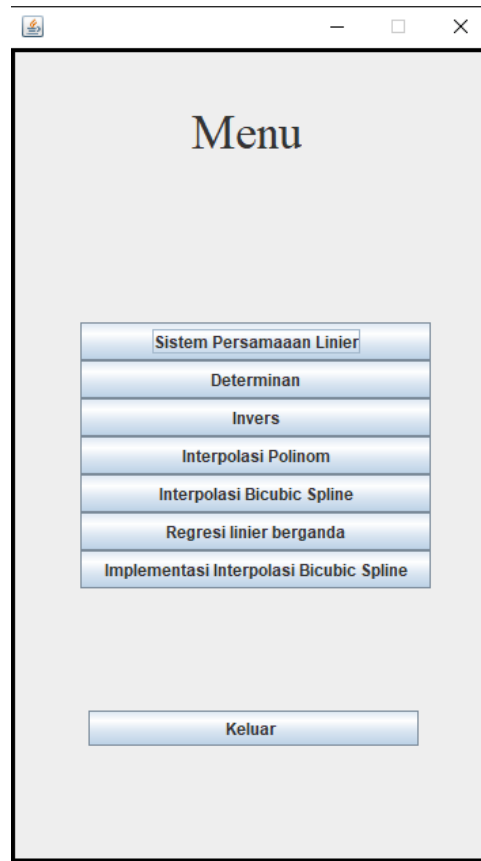 Menu
Sistem Persamaaan Linier
Determinan
Invers
Interpolasi Polinom
Interpolasi Bicubic Spline
Regresi linier berganda
Implementasi Interpolasi Bicubic Spline
Keluar